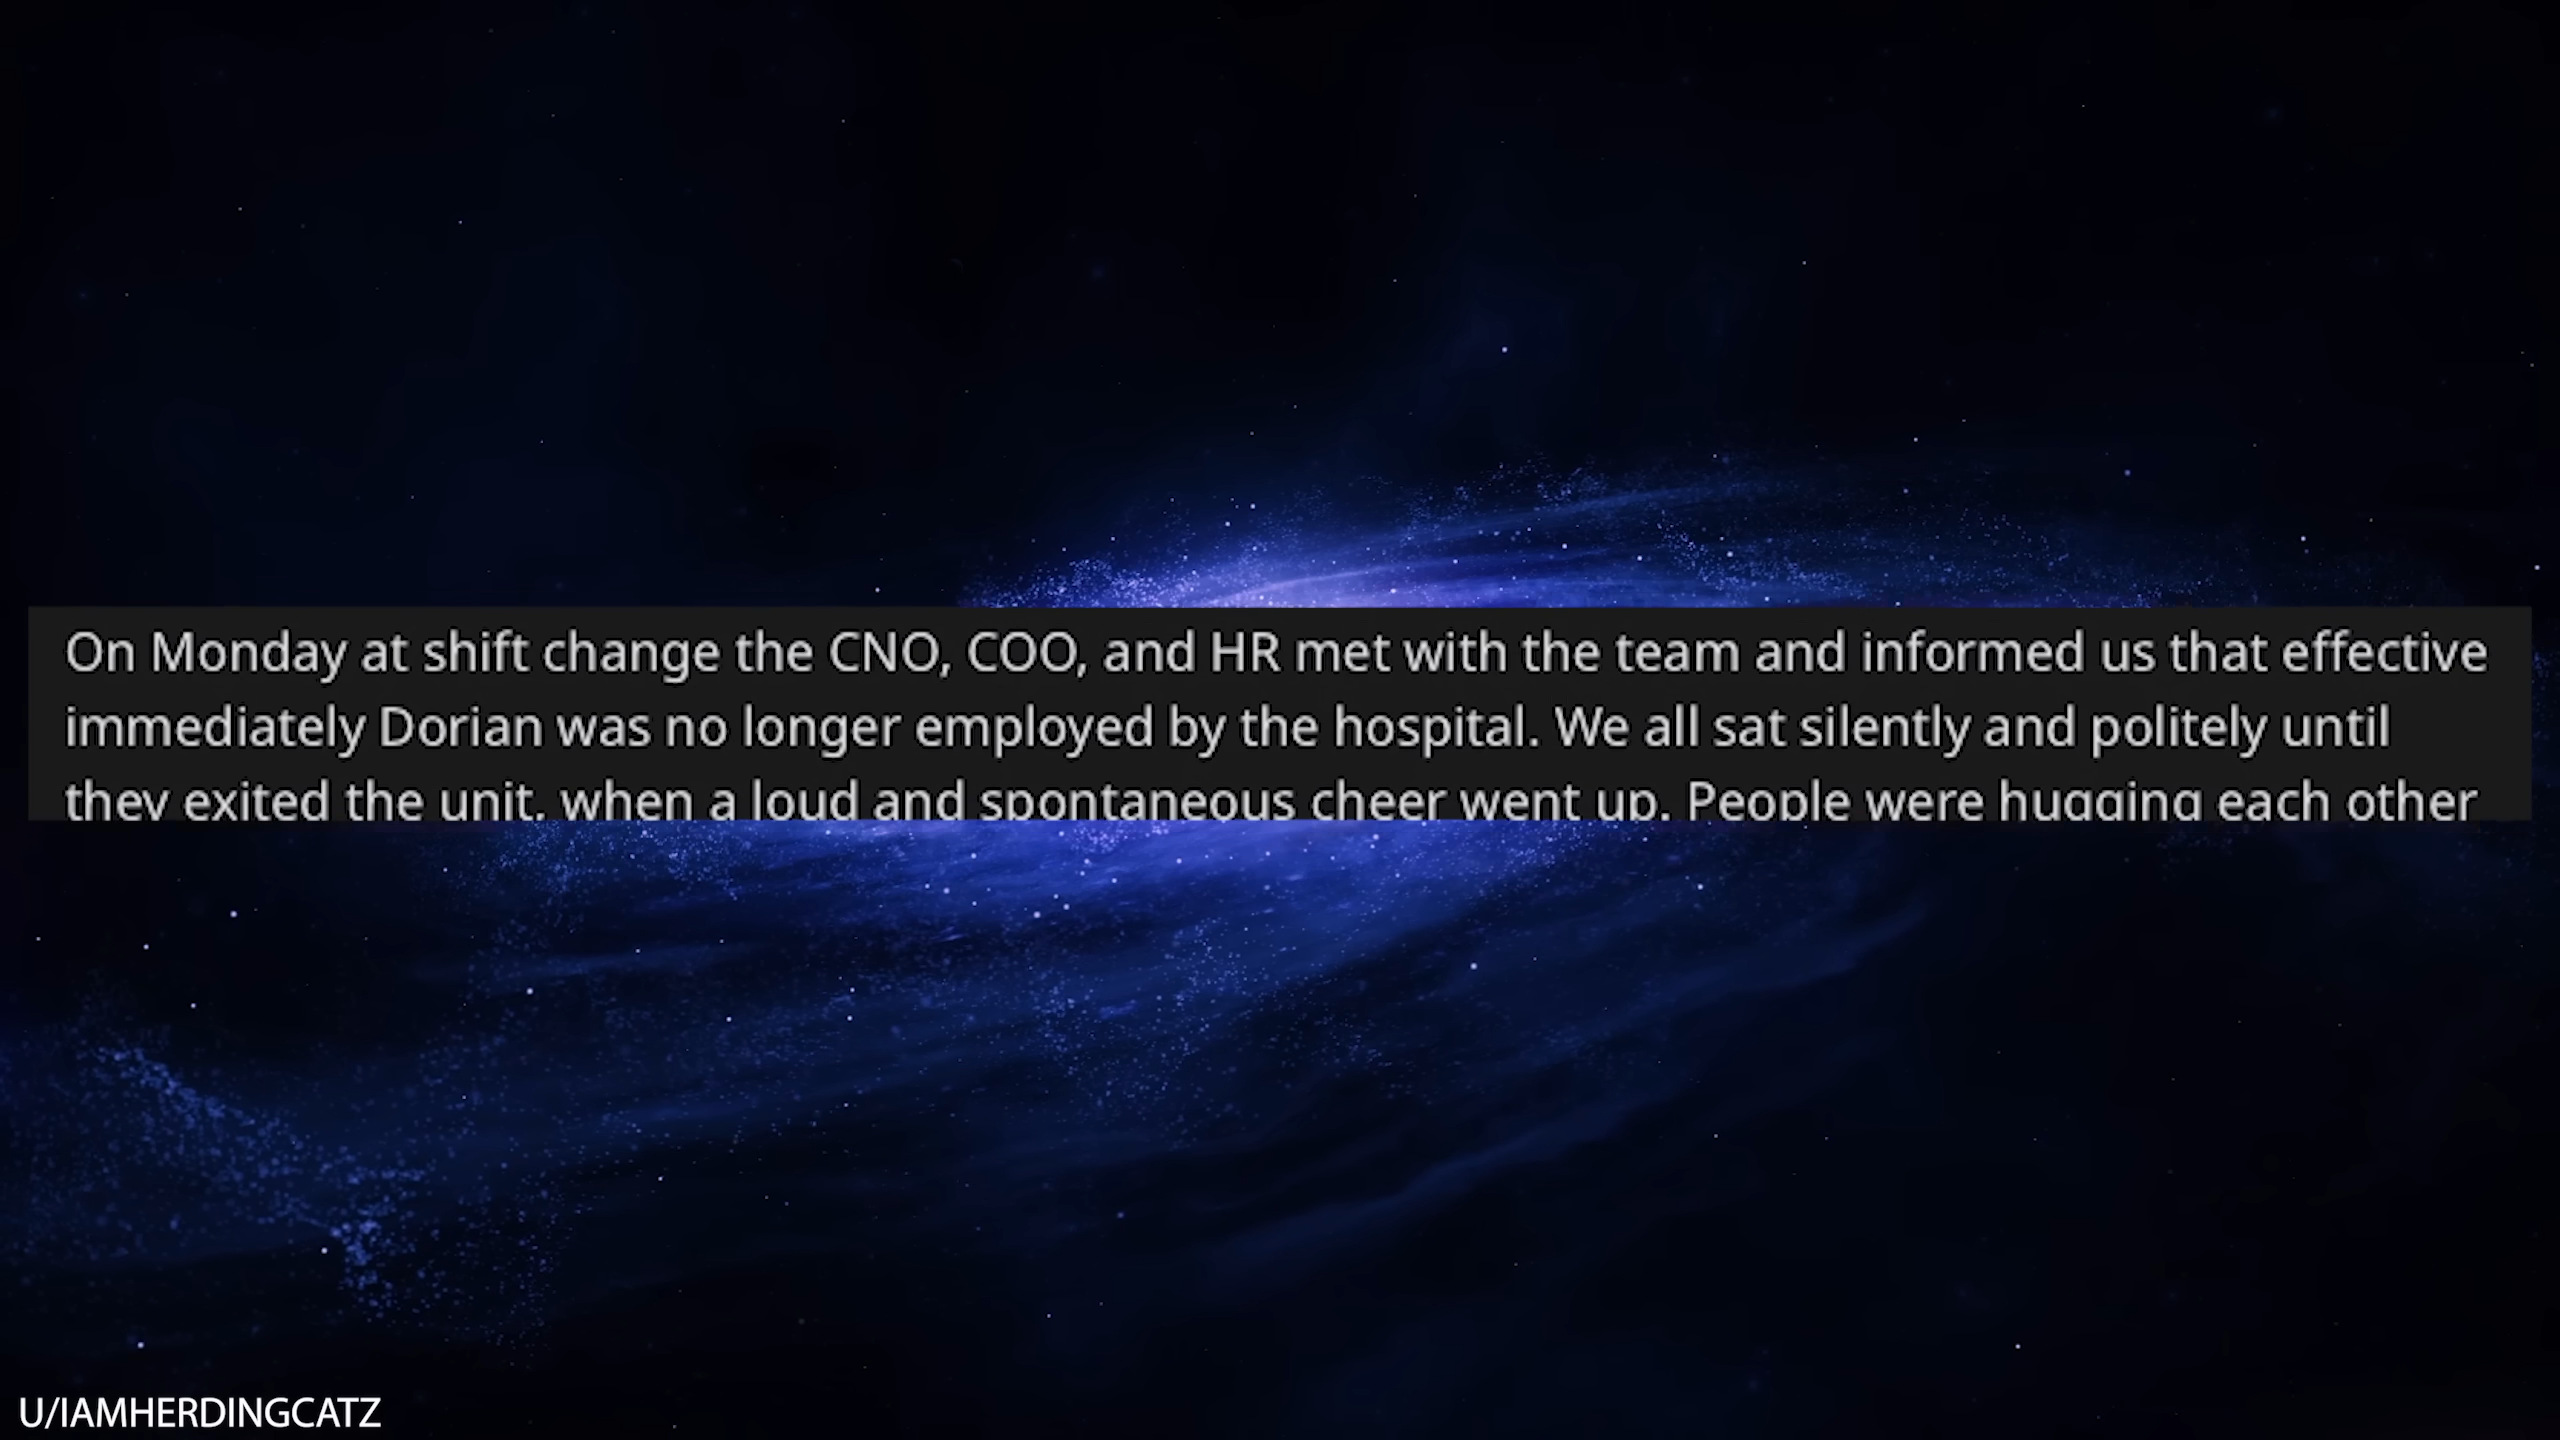 On Monday at shift change the CNO, COO, and HR met with the team and informed us that effective
immediately Dorian was no longer employed by the hospital. We all sat silently and politely until
they exited the unit, when a loud and spontaneous cheer went up. People were hugging each other
U/IAMHERDINGCATZ